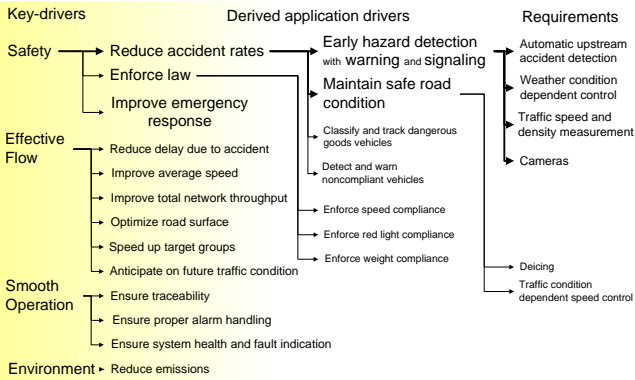 Key-drivers
Derived application drivers
Requirements
Safety
Reduce accident rates
Enforce law
Improve emergency
response
Early hazard detection
with warning and signaling
Maintain safe road
condition
Classify and track dangerous
goods vehicles
Detect and warn
noncompliant vehicles
Enforce speed compliance
Enforce red light compliance
Enforce weight compliance
Automatic upstream
accident detection
Weather condition
dependent control
Traffic speed and
density measurement
Cameras
Deicing
Traffic condition
dependent speed control
Effective
Flow
Reduce delay due to accident
Improve average speed
Improve total network throughput
Optimize road surface
Speed up target groups
Anticipate on future traffic condition
Smooth
Operation
Ensure traceability
Ensure proper alarm handling
Ensure system health and fault indication
Environment
Reduce emissions